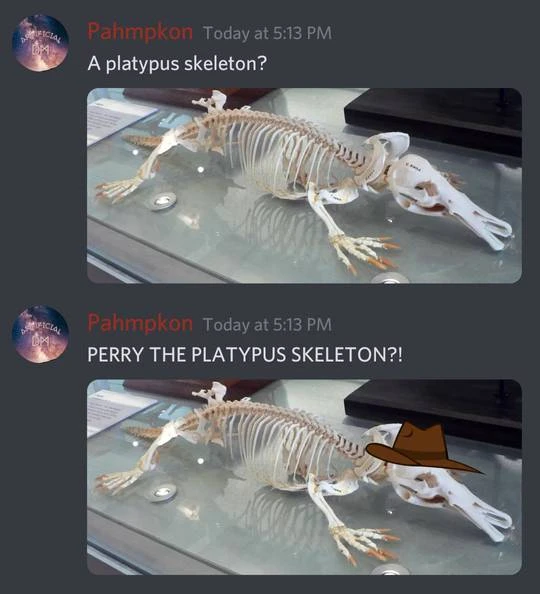 Pahmpkon Today at 5:13 PM
A platypus skeleton?
Pahmpkon Today at 5:13 PM
PERRY THE PLATYPUS SKELETON?!